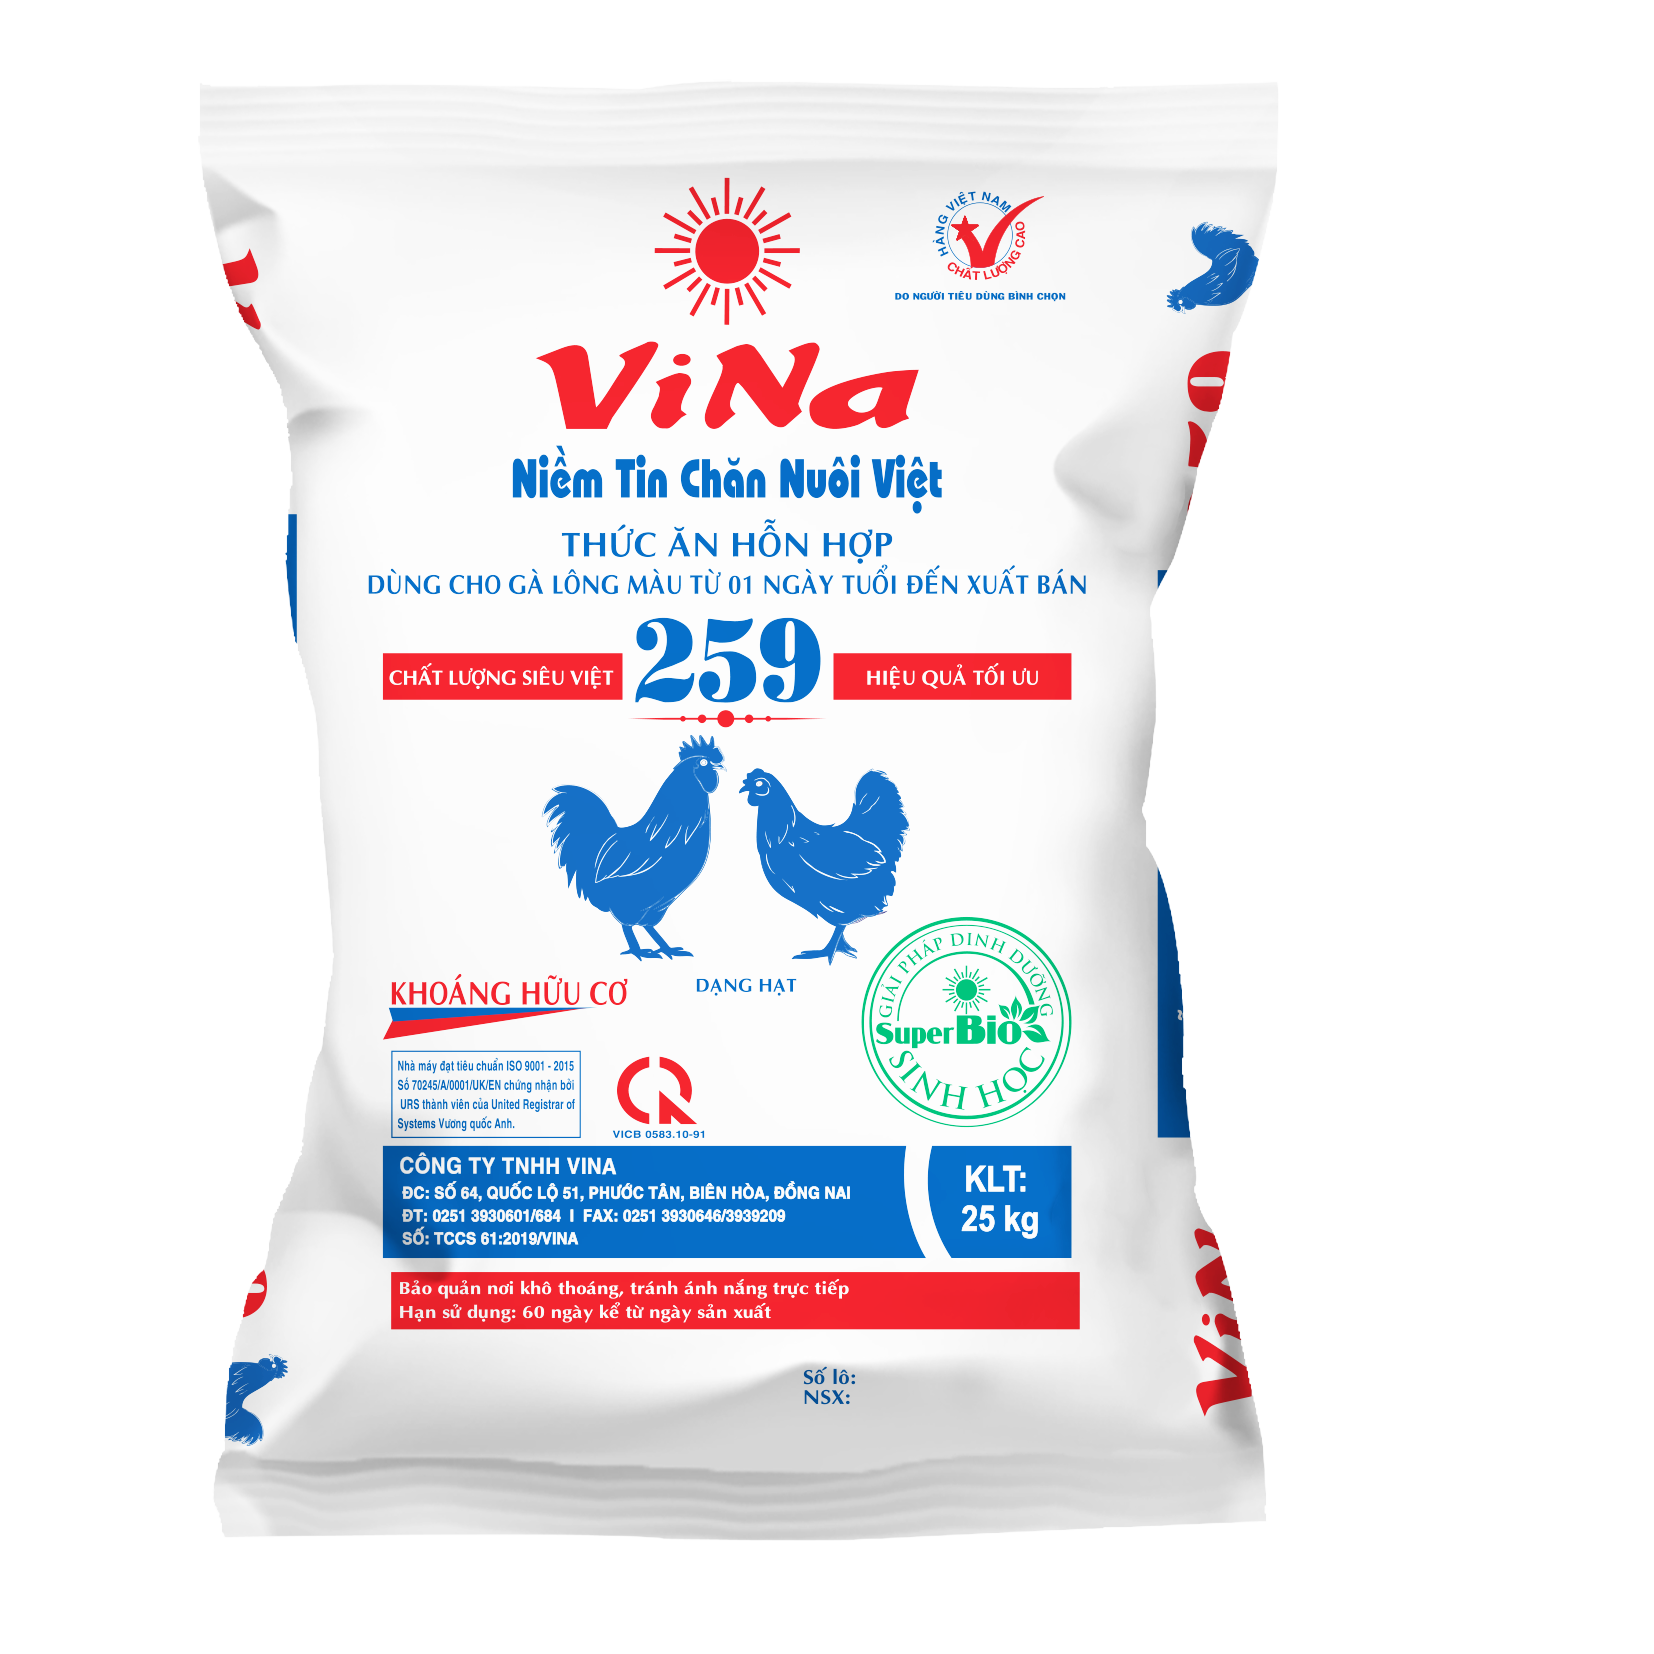 HÀNG VIỆT NAM
CHẤT LƯỢNG CAO
DO NGƯỜI TIÊU DÙNG BÌNH CHỌN
ViNa
Niềm Tin Chăn Nuôi Việt
THỨC ĂN HỖN HỢP
DÙNG CHO GÀ LÔNG MÀU TỪ 01 NGÀY TUỔI ĐẾN XUẤT BÁN
CHẤT LƯỢNG SIÊU VIỆT
259
HIỆU QUẢ TỐI ƯU
DẠNG HẠT
KHOÁNG HỮU CƠ
GIẢI PHÁP DINH DƯỠNG
SuperBio
SINH HỌC
Nhà máy đạt tiêu chuẩn ISO 9001 - 2015
Số 70245/A/0001/UK/EN chứng nhận bởi
URS thành viên của United Registrar of
Systems Vương quốc Anh.
VICB 0583.10-91
CÔNG TY TNHH VINA
ĐC: SỐ 64, QUỐC LỘ 51, PHƯỚC TÂN, BIÊN HÒA, ĐỒNG NAI
ĐT: 0251 3930601/684 I FAX: 0251 3930646/3939209
SỐ: TCCS 61:2019/VINA
KLT:
25 kg
Bảo quản nơi khô thoáng, tránh ánh nắng trực tiếp
Hạn sử dụng: 60 ngày kể từ ngày sản xuất
Số lô:
NSX:
ViN